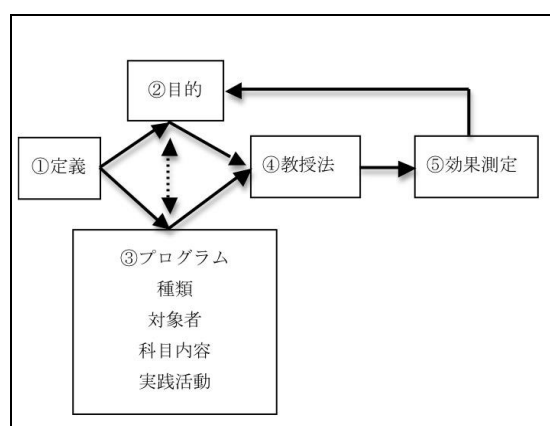 ②目的
①定義
④教授法
⑤効果測定
③プログラム
種類
対象者
科目内容
実践活動